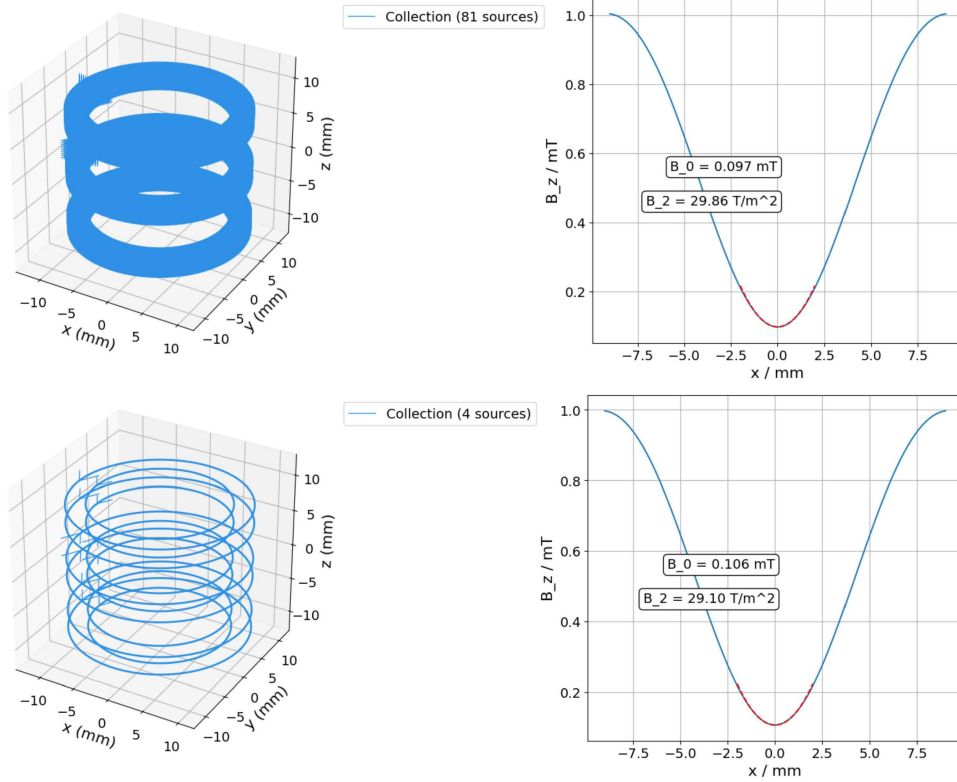 Collection (81 sources)
10
5
0
−5
−10
z (mm)
−10
−5
0
5
10
x (mm)
−10
−5
0
5
10
y (mm)
1.0
0.8
0.6
0.4
0.2
B_z / mT
B_0 = 0.097 mT
B_2 = 29.86 T/m^2
−7.5 −5.0 −2.5 0.0 2.5 5.0 7.5
x / mm
Collection (4 sources)
10
5
0
−5
−10
z (mm)
−10
−5
0
5
10
x (mm)
−10
−5
0
5
10
y (mm)
1.0
0.8
0.6
0.4
0.2
B_z / mT
B_0 = 0.106 mT
B_2 = 29.10 T/m^2
−7.5 −5.0 −2.5 0.0 2.5 5.0 7.5
x / mm